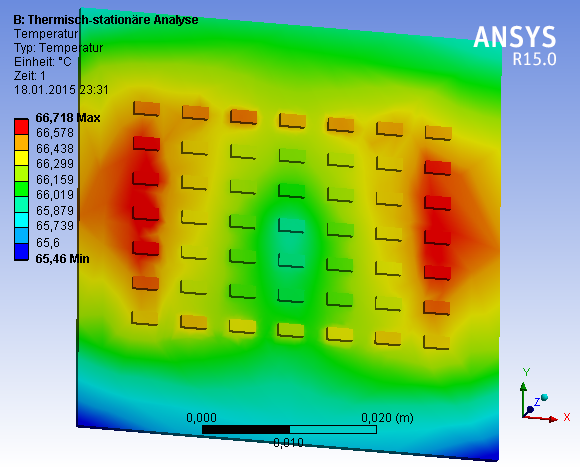 B: Thermisch-stationäre Analyse
Temperatur
Typ: Temperatur
Einheit: °C
Zeit: 1
18.01.2015 23:31
66,718 Max
66,578
66,438
66,299
66,159
66,019
65,879
65,739
65,6
65,46 Min
ANSYS
R15.0
0,000
0,020 (m)
0,010
Y
Z
X